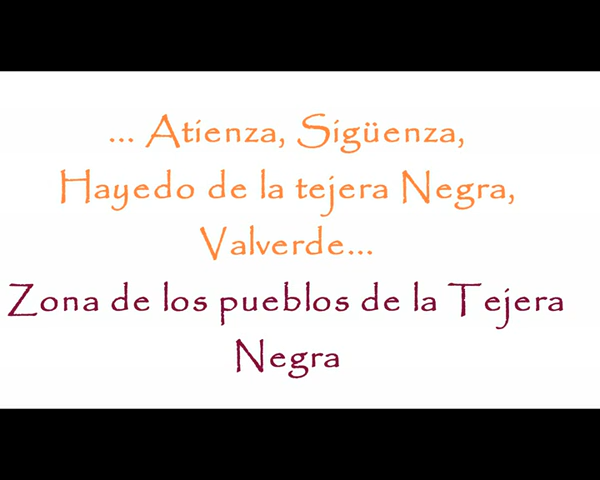 ... Atienza, Sigüenza,
Hayedo de la tejera Negra,
Valverde...
Zona de los pueblos de la Tejera
Negra